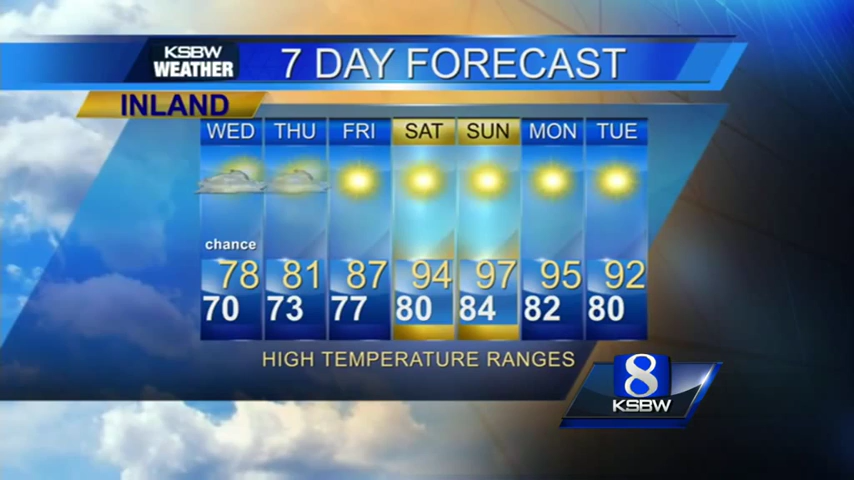 KSBW
WEATHER
7 DAY FORECAST
INLAND
WED THU FRI SAT SUN MON TUE
chance
78 81 87 94 97 95 92
70 73 77 80 84 82 80
HIGH TEMPERATURE RANGES
8
KSBW